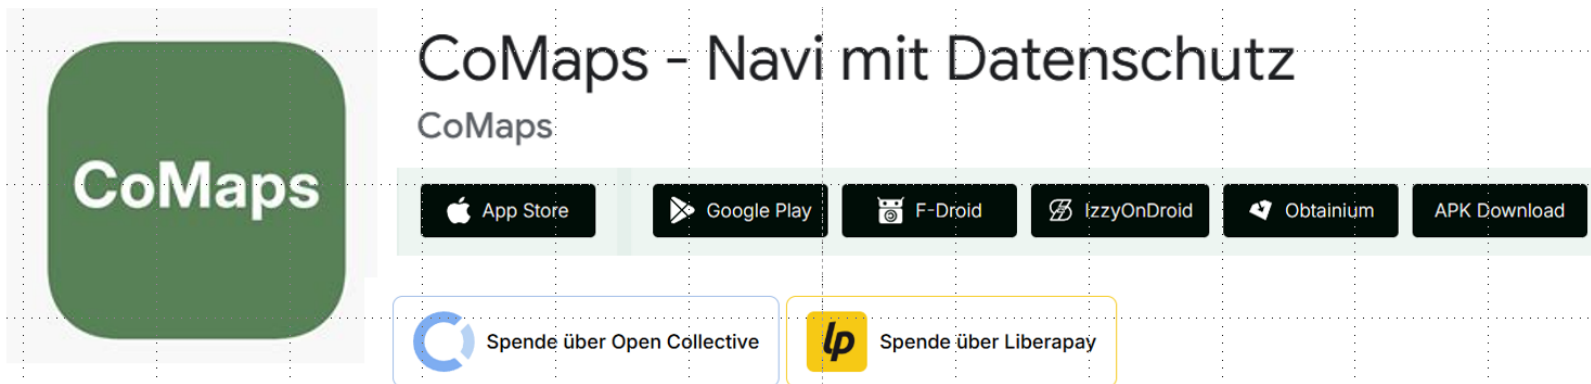 CoMaps
CoMaps - Navi mit Datenschutz
CoMaps
App Store Google Play F-Droid IzzyOnDroid Obtainium APK Download
Spende über Open Collective lp Spende über Liberapay